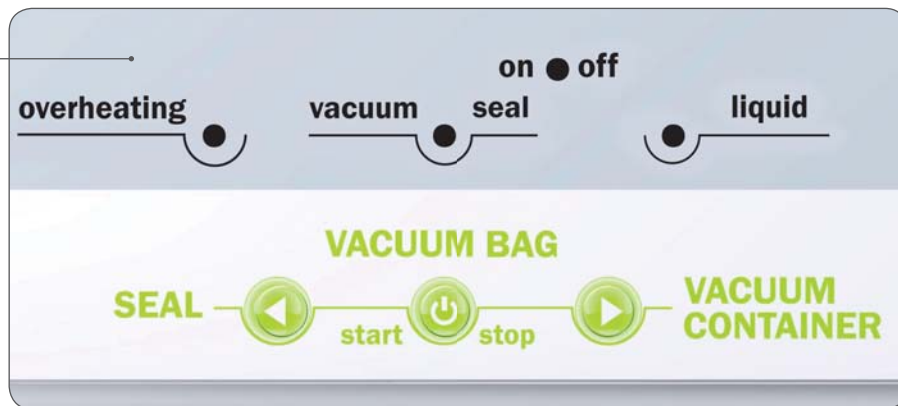 on off
overheating vacuum seal liquid
VACUUM BAG
SEAL start stop VACUUM
CONTAINER